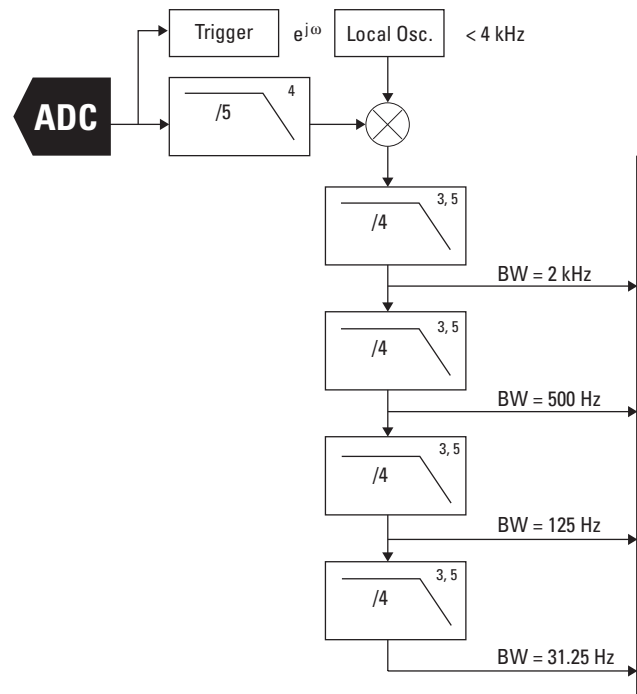 Trigger
e^jω
Local Osc.
< 4 kHz
ADC
4
/5
3, 5
/4
BW = 2 kHz
3, 5
/4
BW = 500 Hz
3, 5
/4
BW = 125 Hz
3, 5
/4
BW = 31.25 Hz